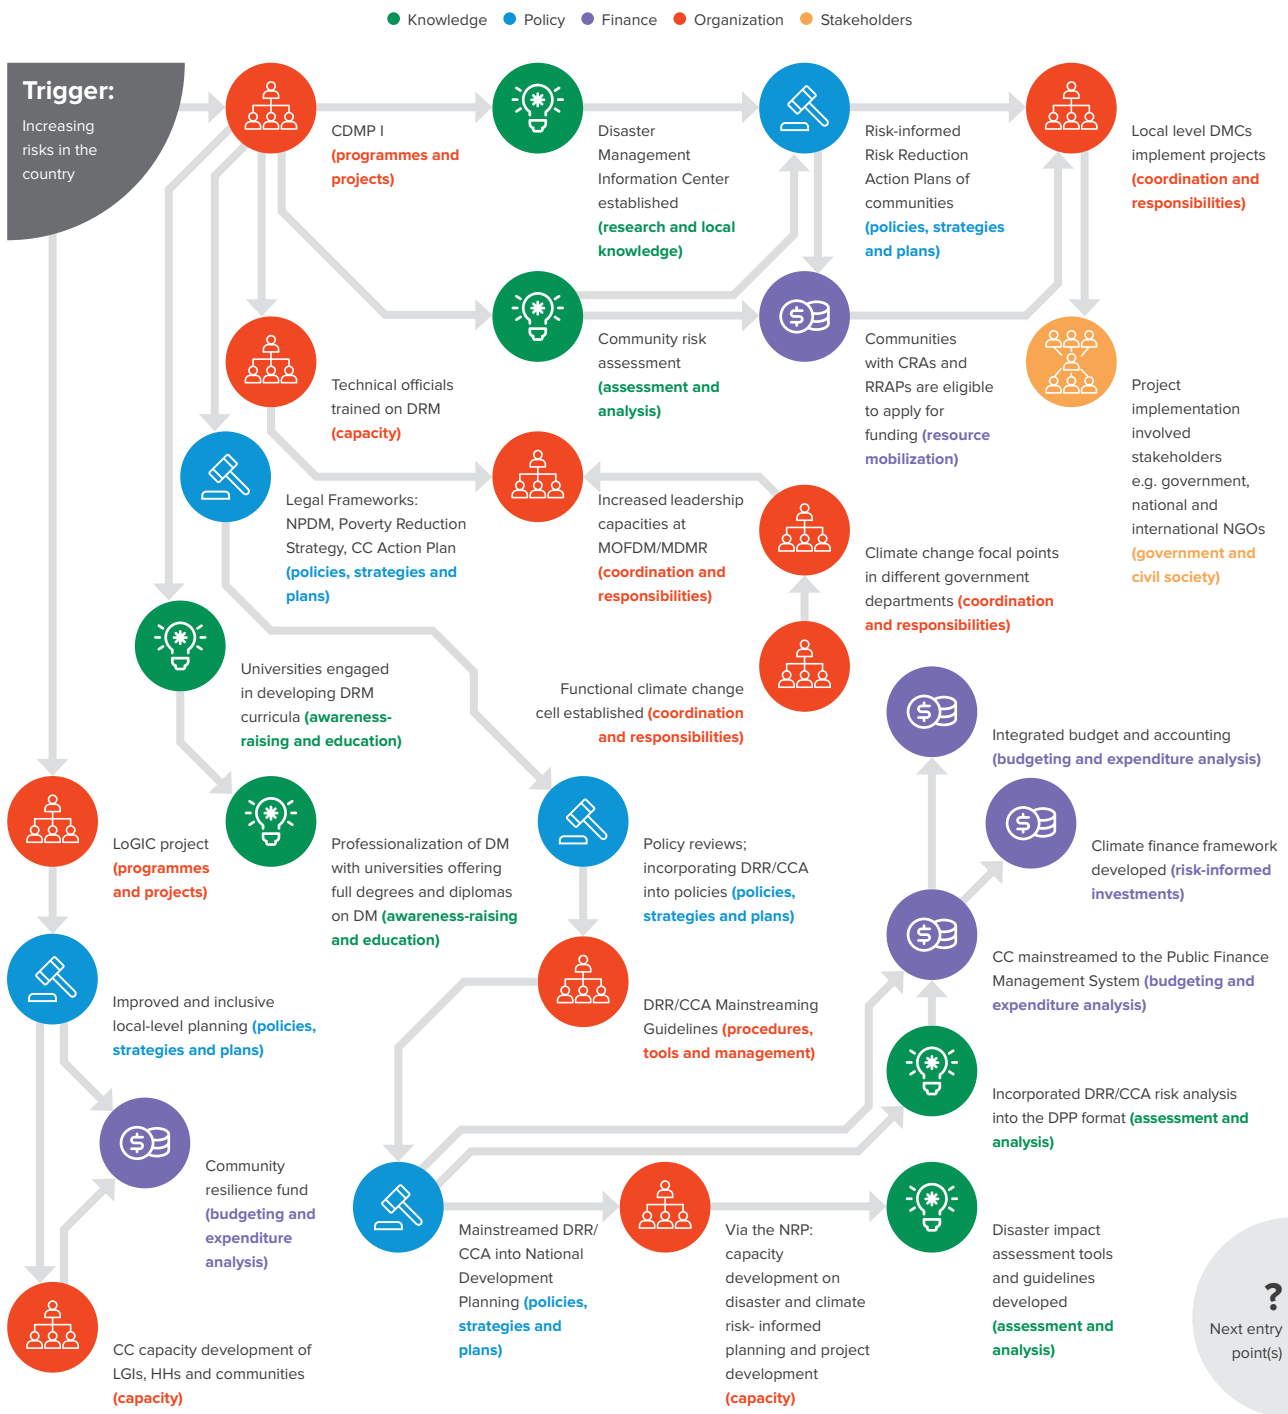 Knowledge Policy Finance Organization Stakeholders
Trigger:
Increasing
risks in the
country
CDMP I
(programmes and
projects)
Disaster
Management
Information Center
established
(research and local
knowledge)
Risk-informed
Risk Reduction
Action Plans of
communities
(policies, strategies
and plans)
Local level DMCs
implement projects
(coordination and
responsibilities)
Technical officials
trained on DRM
(capacity)
Community risk
assessment
(assessment and
analysis)
Communities
with CRAs and
RRAPs are eligible
to apply for
funding (resource
mobilization)
Project
implementation
involved
stakeholders
e.g. government,
national and
international NGOs
(government and
civil society)
Legal Frameworks:
NPDM, Poverty Reduction
Strategy, CC Action Plan
(policies, strategies and
plans)
Increased leadership
capacities at
MOFDM/MDMR
(coordination and
responsibilities)
Climate change focal points
in different government
departments (coordination
and responsibilities)
Universities engaged
in developing DRM
curricula (awareness-
raising and education)
Functional climate change
cell established (coordination
and responsibilities)
Integrated budget and accounting
(budgeting and expenditure analysis)
LoGIC project
(programmes
and projects)
Professionalization of DM
with universities offering
full degrees and diplomas
on DM (awareness-raising
and education)
Policy reviews;
incorporating DRR/CCA
into policies (policies,
strategies and plans)
Climate finance framework
developed (risk-informed
investments)
CC mainstreamed to the Public Finance
Management System (budgeting and
expenditure analysis)
Improved and inclusive
local-level planning (policies,
strategies and plans)
DRR/CCA Mainstreaming
Guidelines (procedures,
tools and management)
Incorporated DRR/CCA risk analysis
into the DPP format (assessment and
analysis)
Community
resilience fund
(budgeting and
expenditure
analysis)
Mainstreamed DRR/
CCA into National
Development
Planning (policies,
strategies and
plans)
Via the NRP:
capacity
development on
disaster and climate
risk- informed
planning and project
development
(capacity)
Disaster impact
assessment tools
and guidelines
developed
(assessment and
analysis)
?
Next entry
point(s)
CC capacity development of
LGIs, HHs and communities
(capacity)